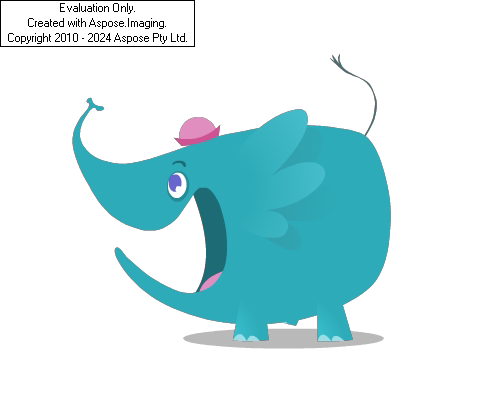 Evaluation Only.
Created with Aspose.Imaging.
Copyright 2010 - 2024 Aspose Pty Ltd.